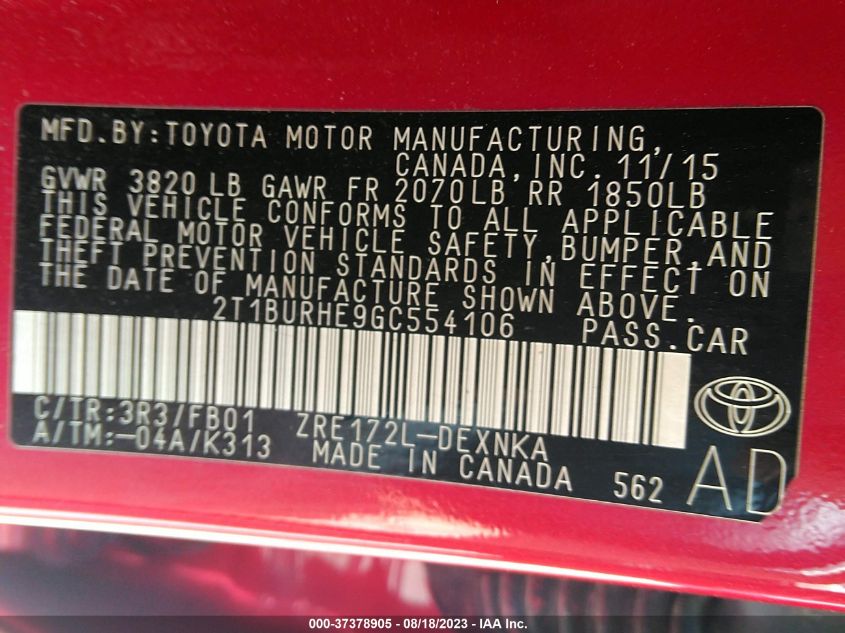 MFD.BY:TOYOTA MOTOR MANUFACTURING,
CANADA,INC. 11/15
GVWR 3820 LB GAWR FR 2070LB RR 1850LB
THIS VEHICLE CONFORMS TO ALL APPLICABLE
FEDERAL MOTOR VEHICLE SAFETY,BUMPER,AND
THEFT PREVENTION STANDARDS IN EFFECT ON
THE DATE OF MANUFACTURE SHOWN ABOVE.
2T1BURHE9GC554106 PASS.CAR
C/TR:3R3/FB01 ZRE172L-DEXNKA
A/TM:-04A/K313 MADE IN CANADA 562 AD
000-37378905 - 08/18/2023 - IAA Inc.